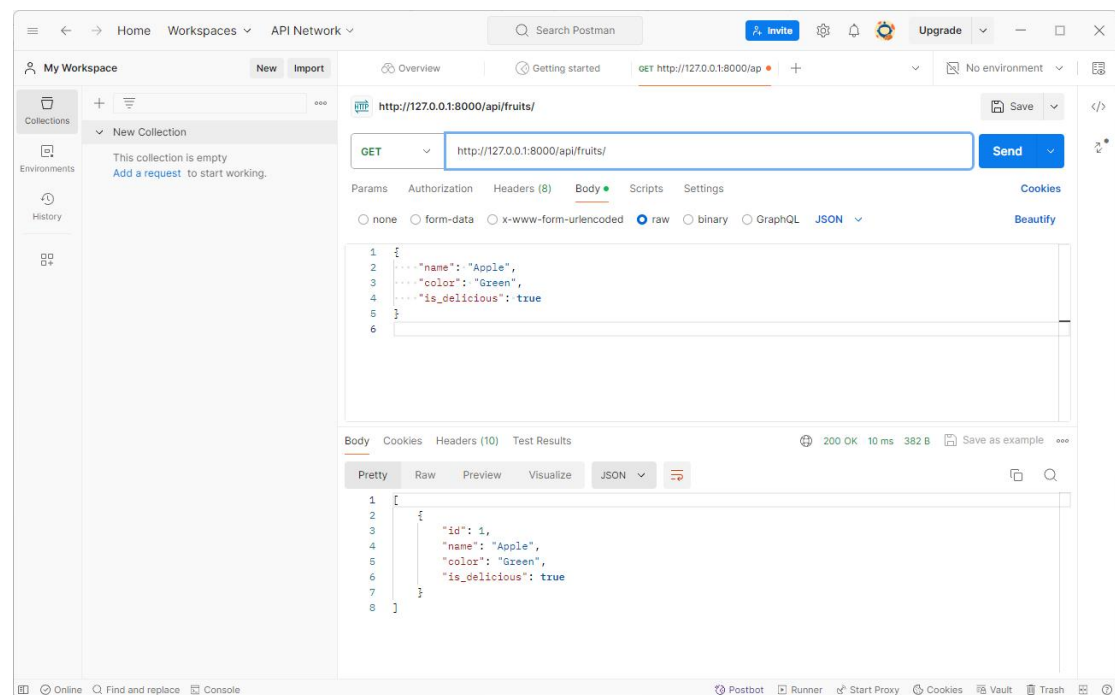 Home Workspaces API Network Search Postman Invite Upgrade
My Workspace New Import Overview Getting started GET http://127.0.0.1:8000/ap No environment
Collections
Environments
History
New Collection
This collection is empty
Add a request to start working.
HTTP http://127.0.0.1:8000/api/fruits/ Save
GET http://127.0.0.1:8000/api/fruits/ Send
Params Authorization Headers (8) Body Scripts Settings Cookies
none form-data x-www-form-urlencoded raw binary GraphQL JSON Beautify
1 {
2 ····"name":·"Apple",
3 ····"color":·"Green",
4 ····"is_delicious":·true
5 }
6
Body Cookies Headers (10) Test Results 200 OK 10 ms 382 B Save as example
Pretty Raw Preview Visualize JSON
1 [
2     {
3         "id": 1,
4         "name": "Apple",
5         "color": "Green",
6         "is_delicious": true
7     }
8 ]
Online Find and replace Console Postbot Runner Start Proxy Cookies Vault Trash